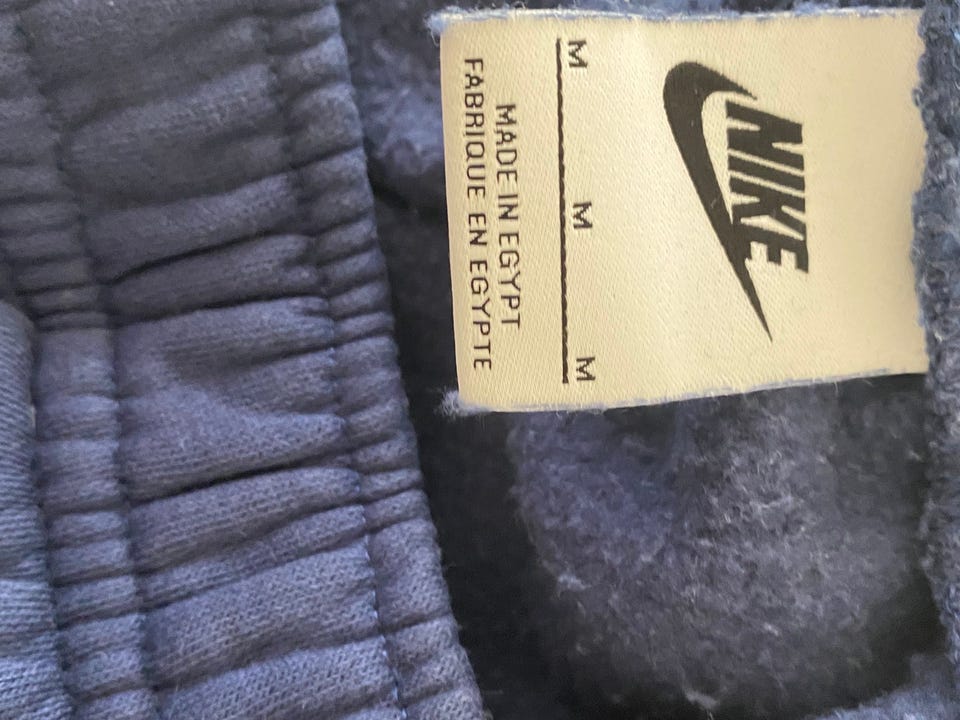 NIKE
M M M
MADE IN EGYPT
FABRIQUE EN EGYPTE